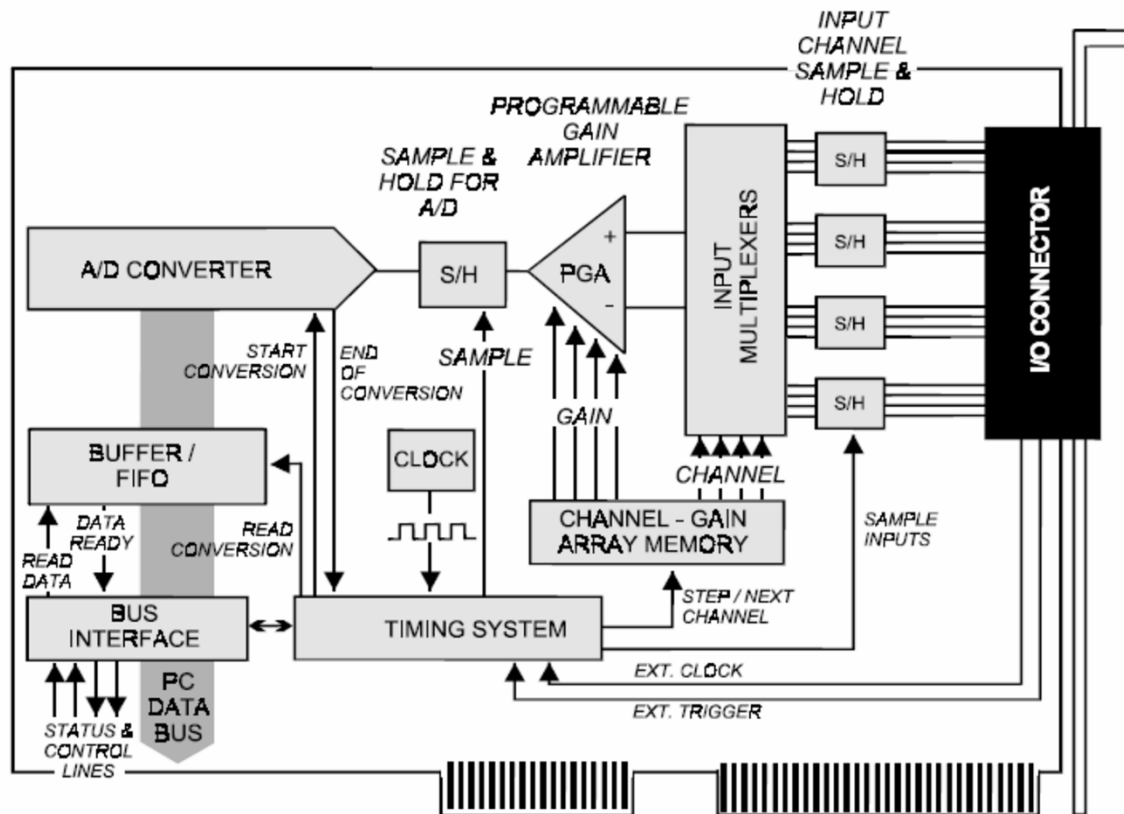 INPUT
CHANNEL
SAMPLE &
HOLD
PROGRAMMABLE
GAIN
AMPLIFIER
SAMPLE &
HOLD FOR
A/D
A/D CONVERTER
S/H
PGA
+
−
INPUT
MULTIPLEXERS
S/H
S/H
S/H
S/H
I/O CONNECTOR
START
CONVERSION
END
OF
CONVERSION
SAMPLE
GAIN
CHANNEL
BUFFER /
FIFO
CLOCK
CHANNEL - GAIN
ARRAY MEMORY
SAMPLE
INPUTS
DATA
READY
READ
CONVERSION
READ
DATA
BUS
INTERFACE
TIMING SYSTEM
STEP / NEXT
CHANNEL
EXT. CLOCK
EXT. TRIGGER
PC
DATA
BUS
STATUS &
CONTROL
LINES